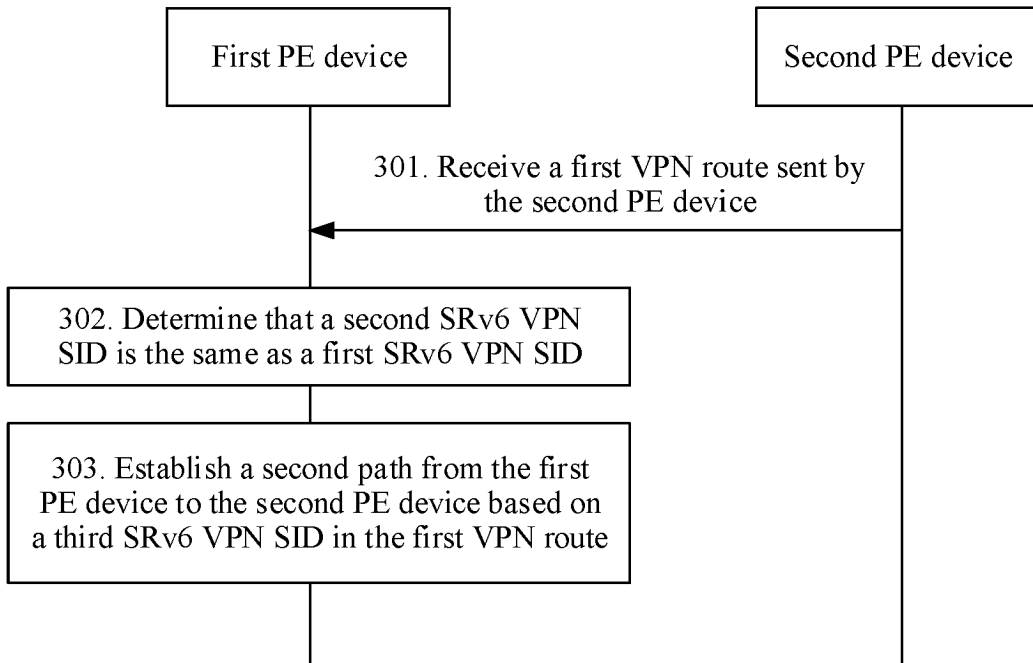 First PE device
Second PE device
301. Receive a first VPN route sent by
the second PE device
302. Determine that a second SRv6 VPN
SID is the same as a first SRv6 VPN SID
303. Establish a second path from the first
PE device to the second PE device based on
a third SRv6 VPN SID in the first VPN route